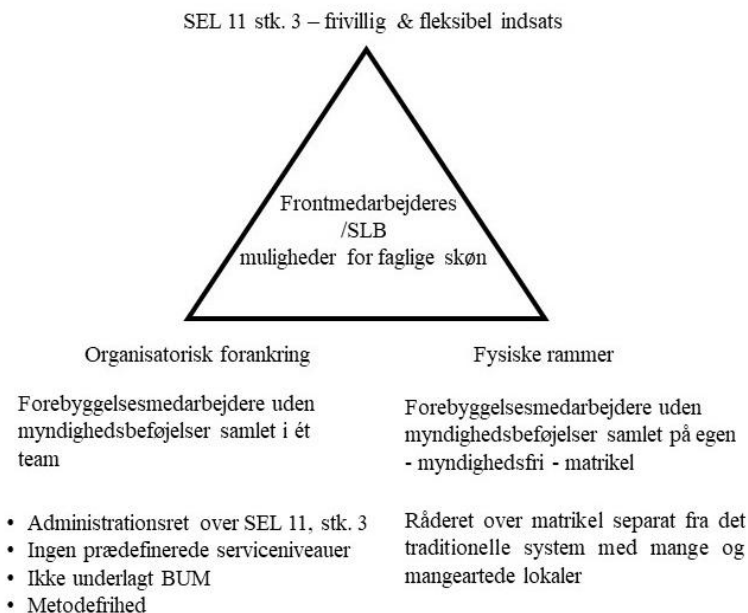 SEL 11 stk. 3 – frivillig & fleksibel indsats
Frontmedarbejderes
/SLB
muligheder for faglige skøn
Organisatorisk forankring
Fysiske rammer
Forebyggelsesmedarbejdere uden
myndighedsbeføjelser samlet i ét
team
Forebyggelsesmedarbejdere uden
myndighedsbeføjelser samlet på egen
- myndighedsfri - matrikel
• Administrationsret over SEL 11, stk. 3
• Ingen prædefinerede serviceniveauer
• Ikke underlagt BUM
• Metodefrihed
Råderet over matrikel separat fra det
traditionelle system med mange og
mangeartede lokaler